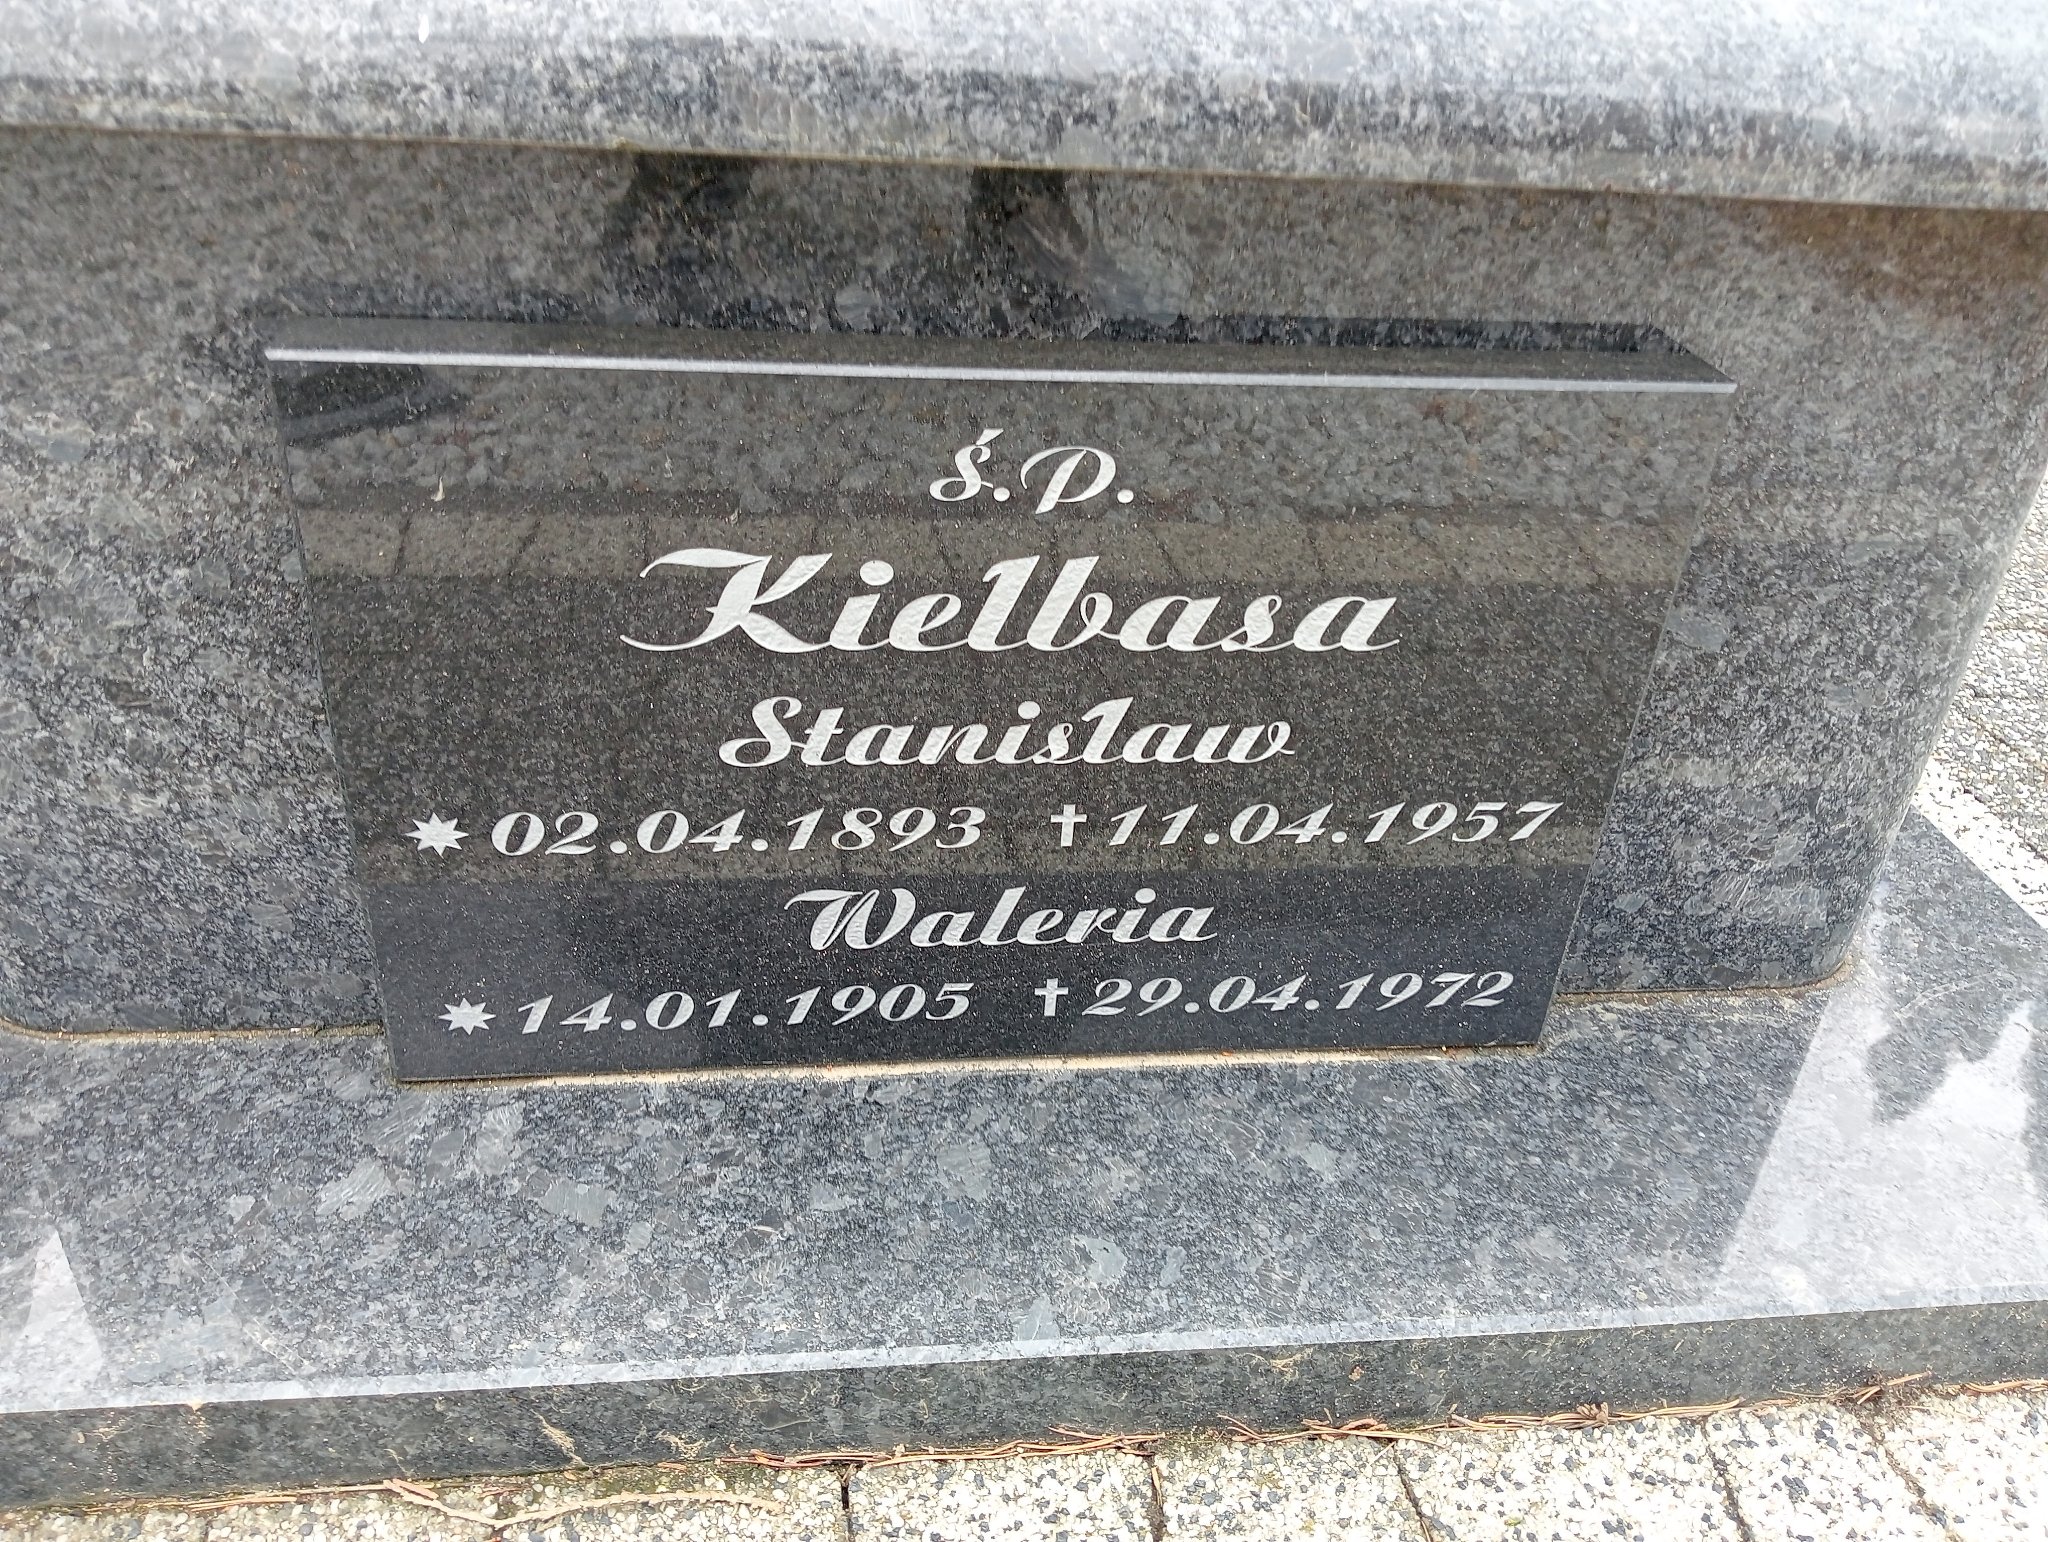 Ś.P.
Kiełbasa
Stanisław
✷ 02.04.1893 ✝ 11.04.1957
Waleria
✷ 14.01.1905 ✝ 29.04.1972